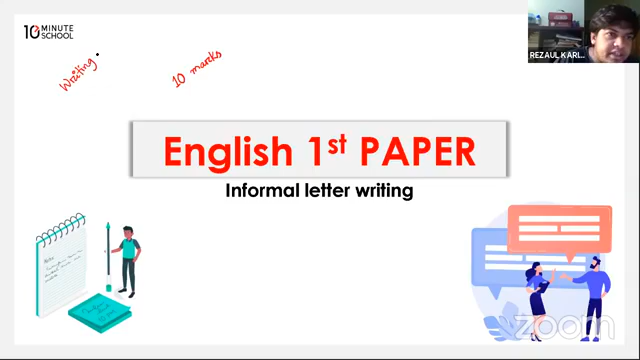 10 MINUTE
SCHOOL
Writing
10 marks
English 1st PAPER
Informal letter writing
REZAUL KARI...
zoom